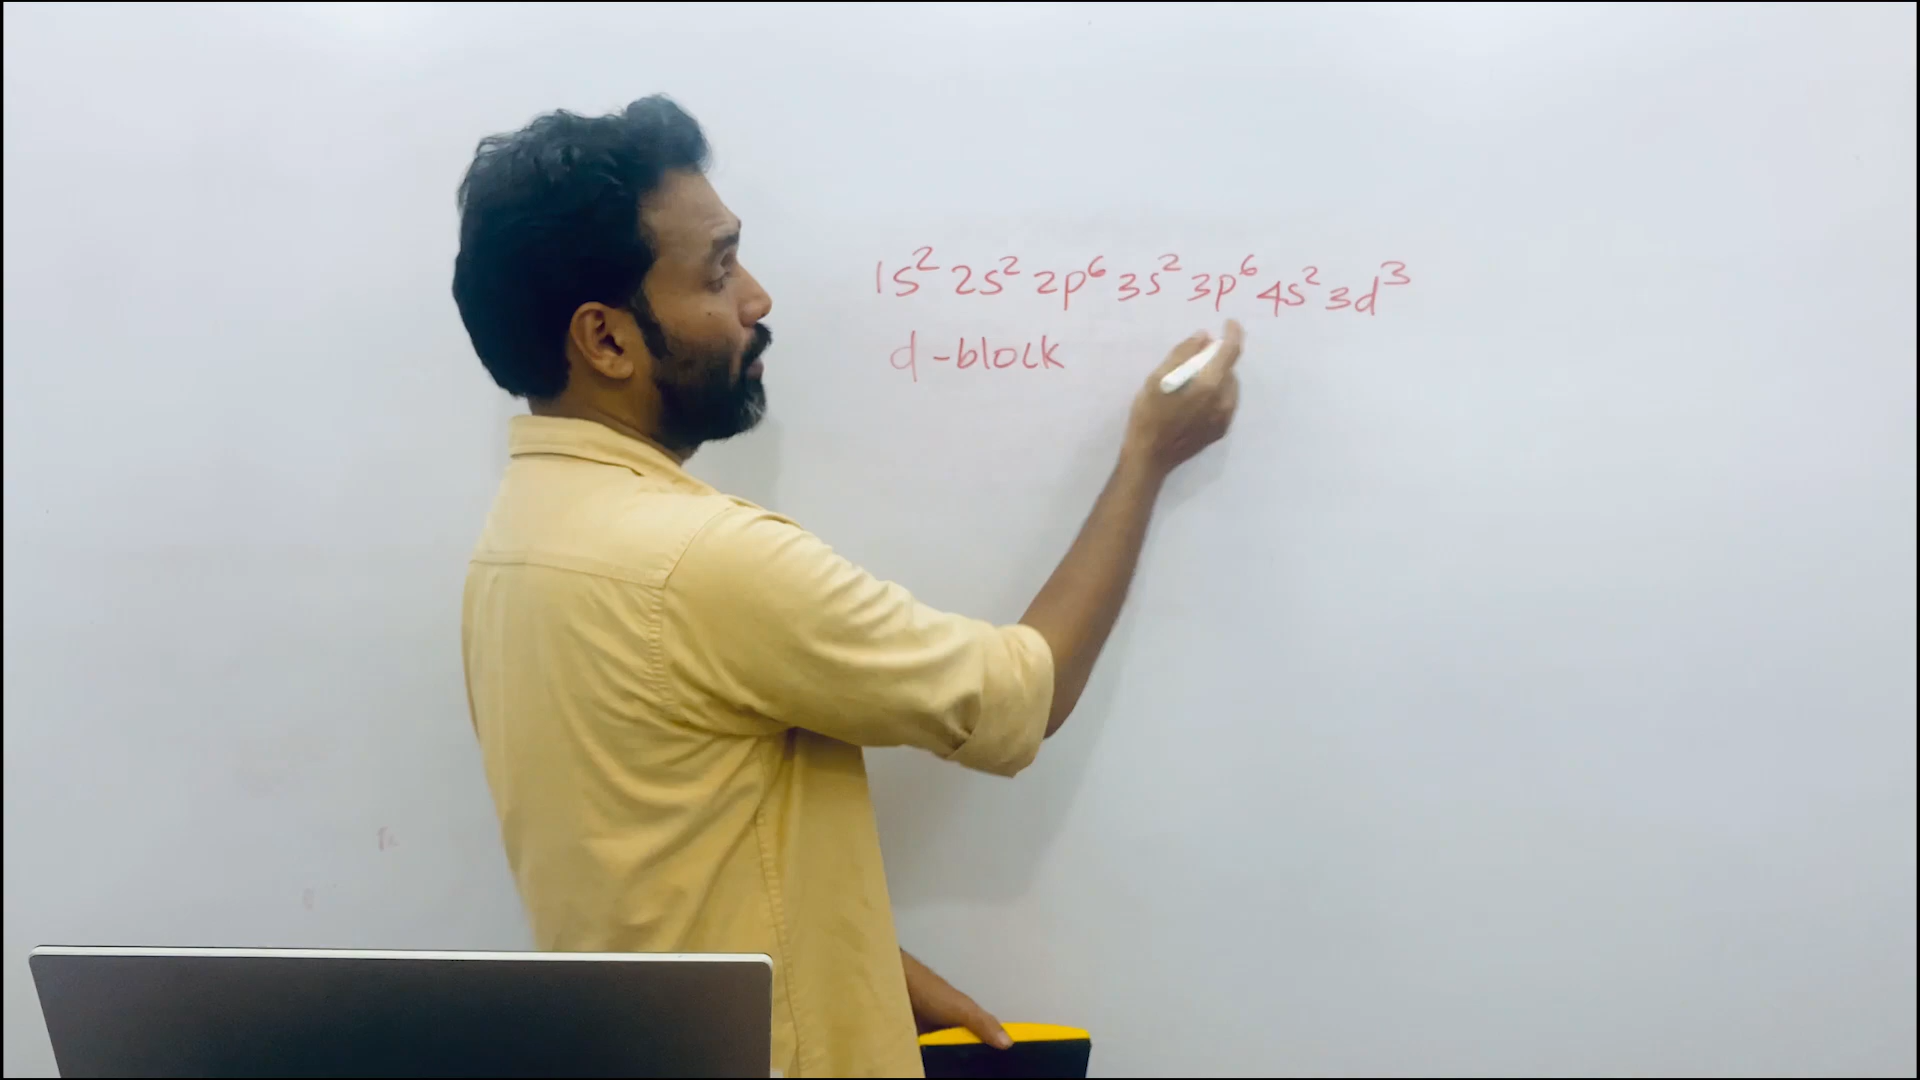 1s² 2s² 2p⁶ 3s² 3p⁶ 4s² 3d³
d-block